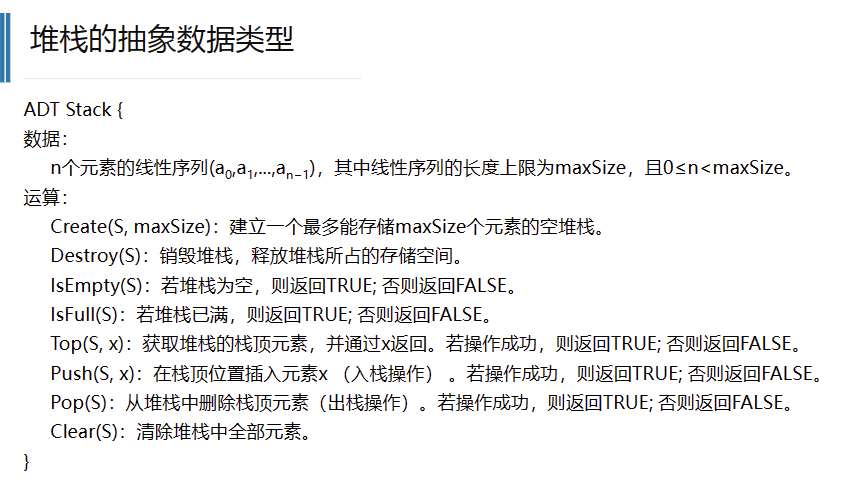 堆栈的抽象数据类型
ADT Stack {
数据：
n个元素的线性序列(a0,a1,...,an−1)，其中线性序列的长度上限为maxSize，且0≤n<maxSize。
运算：
Create(S, maxSize)：建立一个最多能存储maxSize个元素的空堆栈。
Destroy(S)：销毁堆栈，释放堆栈所占的存储空间。
IsEmpty(S)：若堆栈为空，则返回TRUE; 否则返回FALSE。
IsFull(S)：若堆栈已满，则返回TRUE; 否则返回FALSE。
Top(S, x)：获取堆栈的栈顶元素，并通过x返回。若操作成功，则返回TRUE; 否则返回FALSE。
Push(S, x)：在栈顶位置插入元素x （入栈操作） 。若操作成功，则返回TRUE; 否则返回FALSE。
Pop(S)：从堆栈中删除栈顶元素（出栈操作）。若操作成功，则返回TRUE; 否则返回FALSE。
Clear(S)：清除堆栈中全部元素。
}